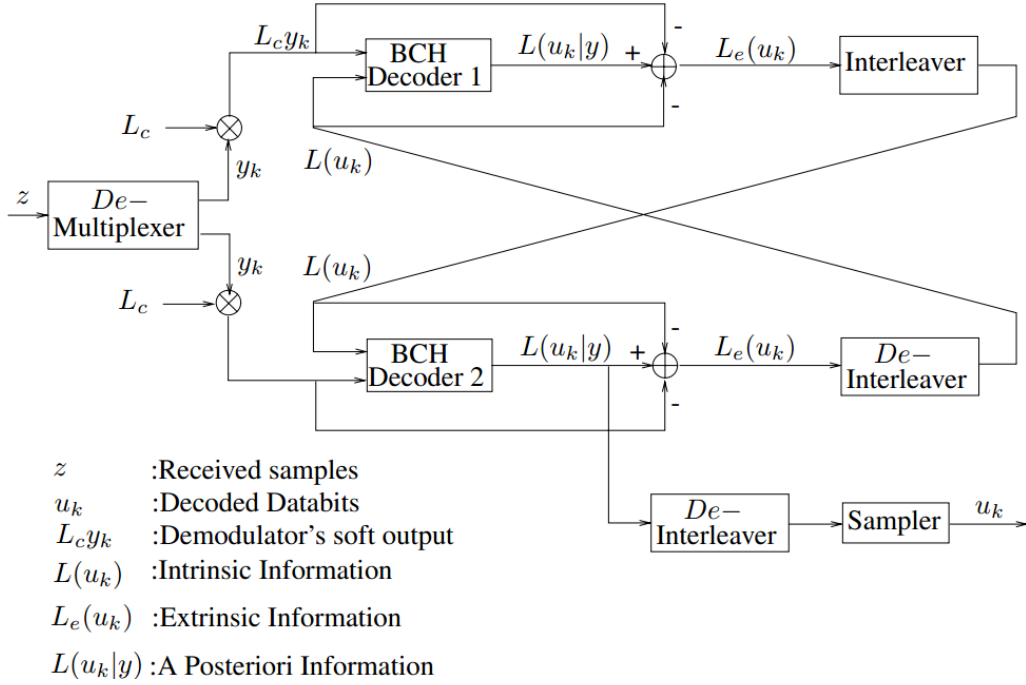 L_c y_k
BCH
Decoder 1
L(u_k|y)
+
-
-
L_e(u_k)
Interleaver
L_c
y_k
L(u_k)
z
De-
Multiplexer
y_k
L(u_k)
L_c
BCH
Decoder 2
L(u_k|y)
+
-
-
L_e(u_k)
De-
Interleaver
De-
Interleaver
Sampler
u_k
z :Received samples
u_k :Decoded Databits
L_c y_k :Demodulator's soft output
L(u_k) :Intrinsic Information
L_e(u_k) :Extrinsic Information
L(u_k|y) :A Posteriori Information